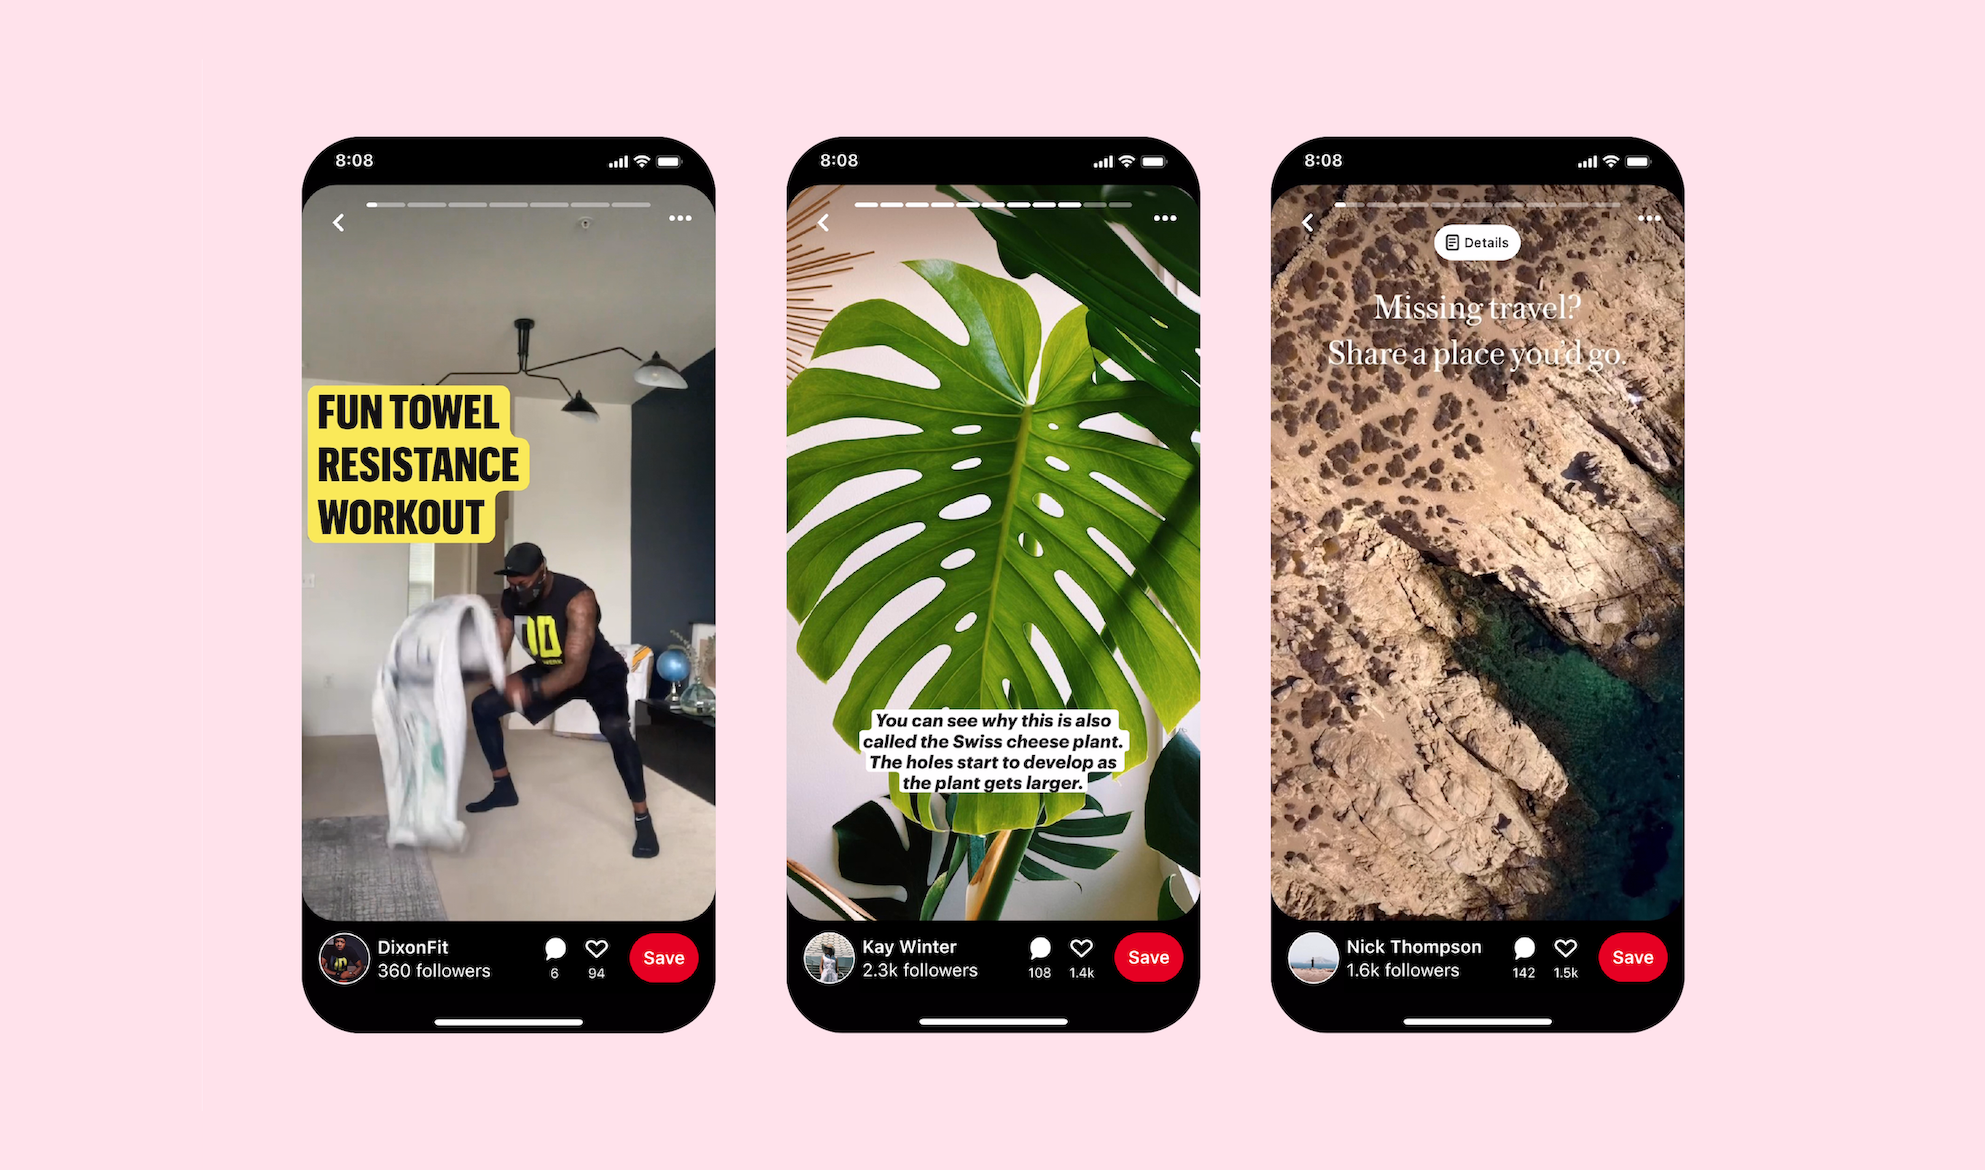 8:08
FUN TOWEL
RESISTANCE
WORKOUT
DixonFit
360 followers
6
94
Save
8:08
You can see why this is also
called the Swiss cheese plant.
The holes start to develop as
the plant gets larger.
Kay Winter
2.3k followers
108
1.4k
Save
8:08
Details
Missing travel?
Share a place you'd go.
Nick Thompson
1.6k followers
142
1.5k
Save